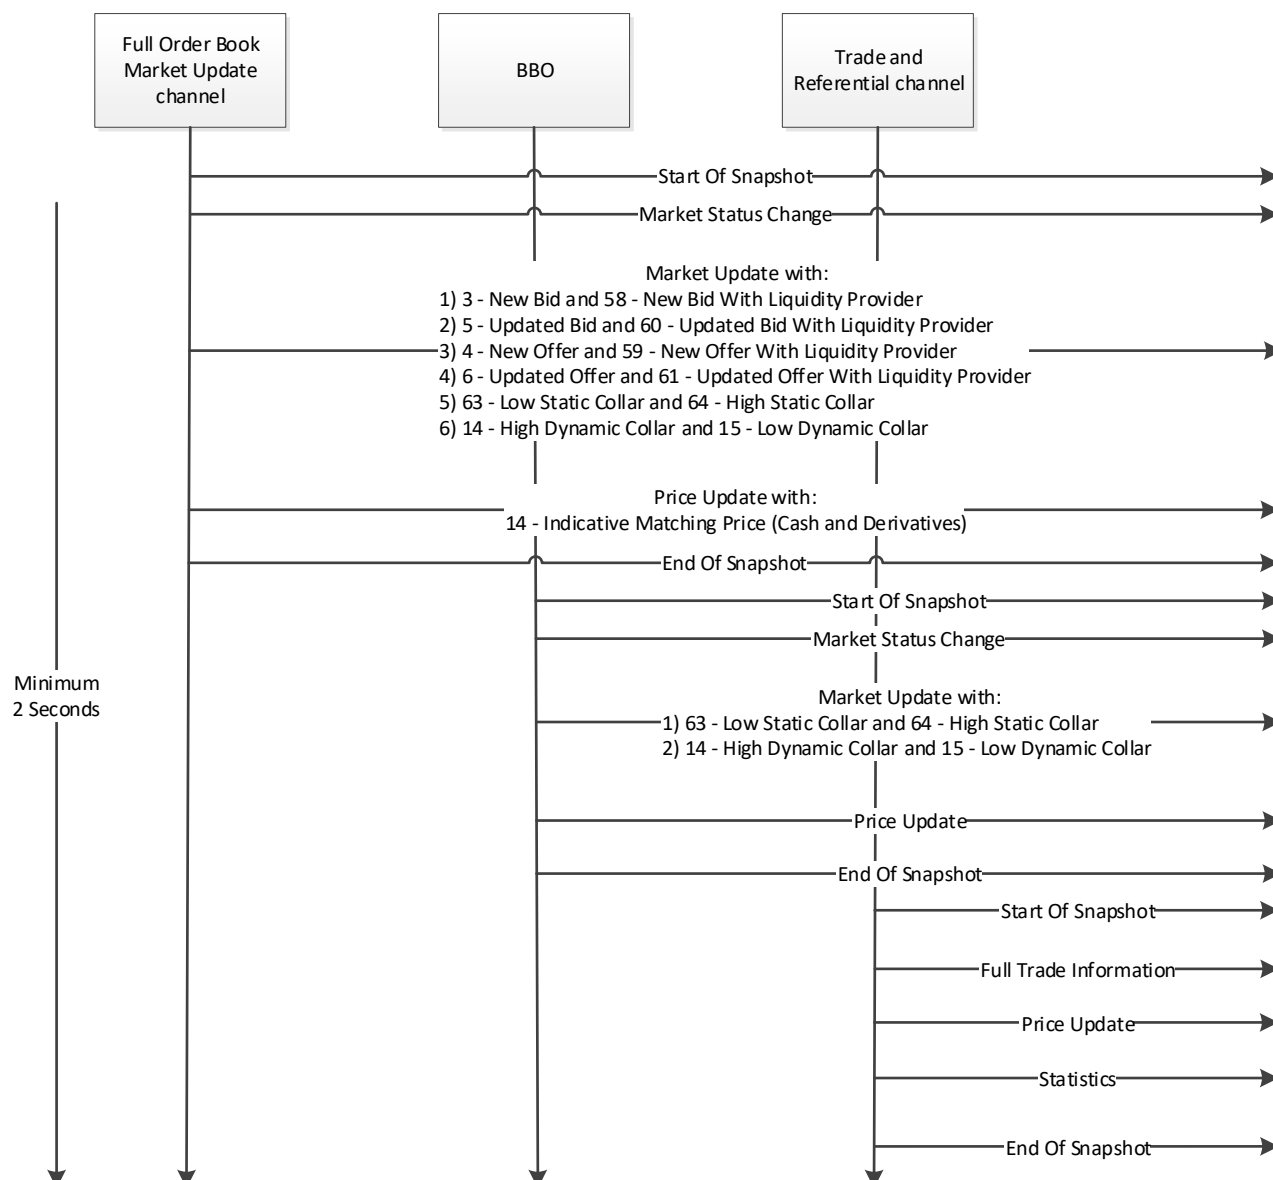 Full Order Book
Market Update
channel
BBO
Trade and
Referential channel
Start Of Snapshot
Market Status Change
Market Update with:
1) 3 - New Bid and 58 - New Bid With Liquidity Provider
2) 5 - Updated Bid and 60 - Updated Bid With Liquidity Provider
3) 4 - New Offer and 59 - New Offer With Liquidity Provider
4) 6 - Updated Offer and 61 - Updated Offer With Liquidity Provider
5) 63 - Low Static Collar and 64 - High Static Collar
6) 14 - High Dynamic Collar and 15 - Low Dynamic Collar
Price Update with:
14 - Indicative Matching Price (Cash and Derivatives)
End Of Snapshot
Start Of Snapshot
Market Status Change
Minimum
2 Seconds
Market Update with:
1) 63 - Low Static Collar and 64 - High Static Collar
2) 14 - High Dynamic Collar and 15 - Low Dynamic Collar
Price Update
End Of Snapshot
Start Of Snapshot
Full Trade Information
Price Update
Statistics
End Of Snapshot